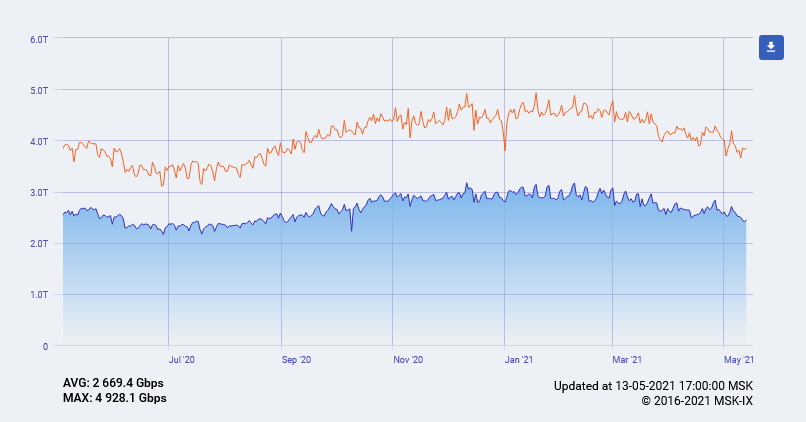 6.0T
5.0T
4.0T
3.0T
2.0T
1.0T
0
Jul '20 Sep '20 Nov '20 Jan '21 Mar '21 May '21
AVG: 2 669.4 Gbps
MAX: 4 928.1 Gbps
Updated at 13-05-2021 17:00:00 MSK
© 2016-2021 MSK-IX